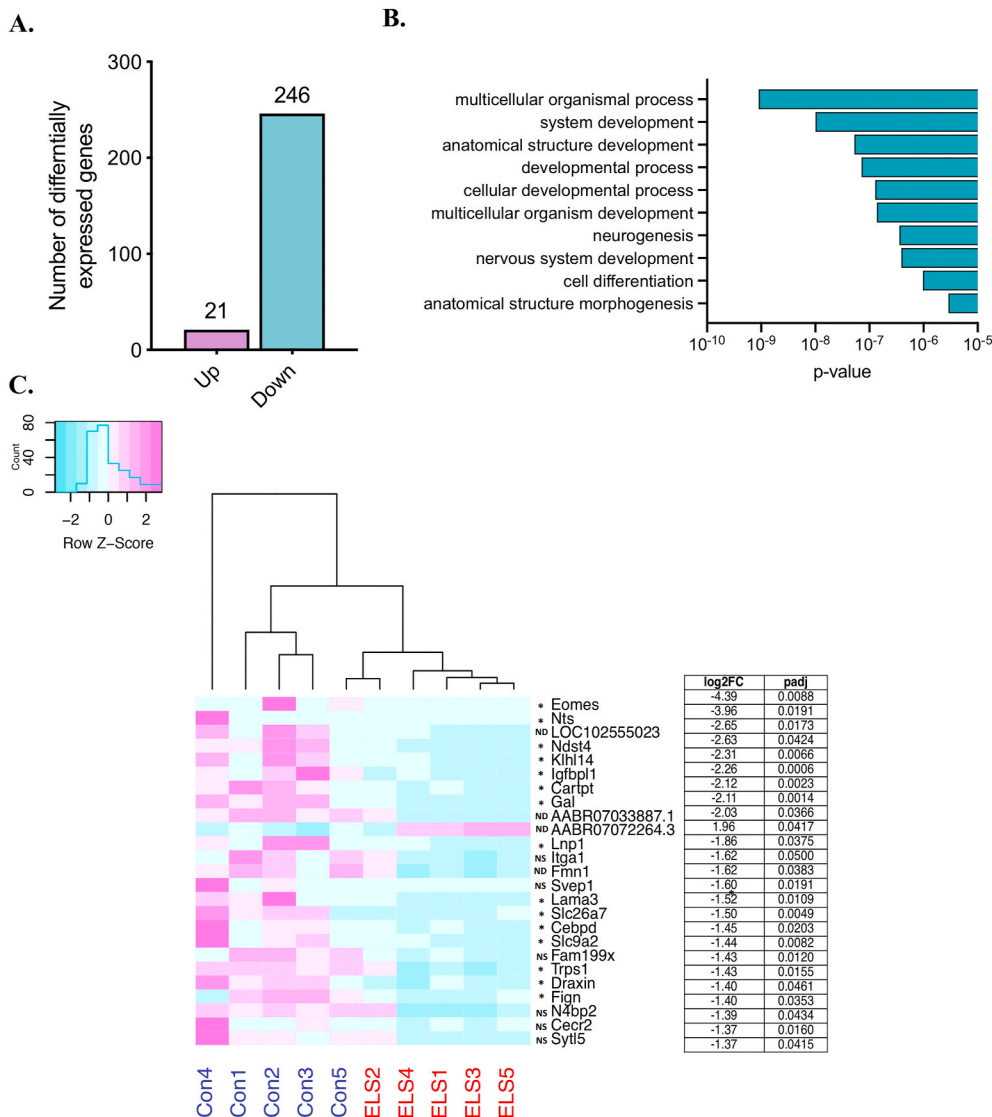 A.
Number of differntially
expressed genes
300
200
100
0
21
246
Up
Down
B.
multicellular organismal process
system development
anatomical structure development
developmental process
cellular developmental process
multicellular organism development
neurogenesis
nervous system development
cell differentiation
anatomical structure morphogenesis
10-10 10-9 10-8 10-7 10-6 10-5
p-value
C.
Count
0 40 80
−2 0 2
Row Z−Score
* Eomes
* Nts
ND LOC102555023
* Ndst4
* Klhl14
* Igfbpl1
* Cartpt
* Gal
ND AABR07033887.1
ND AABR07072264.3
* Lnp1
NS Itga1
ND Fmn1
NS Svep1
* Lama3
* Slc26a7
* Cebpd
* Slc9a2
NS Fam199x
* Trps1
* Draxin
* Fign
NS N4bp2
NS Cecr2
NS Sytl5
Con4 Con1 Con2 Con3 Con5 ELS2 ELS4 ELS1 ELS3 ELS5
log2FC padj
-4.39 0.0088
-3.96 0.0191
-2.65 0.0173
-2.63 0.0424
-2.31 0.0066
-2.26 0.0006
-2.12 0.0023
-2.11 0.0014
-2.03 0.0366
1.96 0.0417
-1.86 0.0375
-1.62 0.0500
-1.62 0.0383
-1.60 0.0191
-1.52 0.0109
-1.50 0.0049
-1.45 0.0203
-1.44 0.0082
-1.43 0.0120
-1.43 0.0155
-1.40 0.0461
-1.40 0.0353
-1.39 0.0434
-1.37 0.0160
-1.37 0.0415